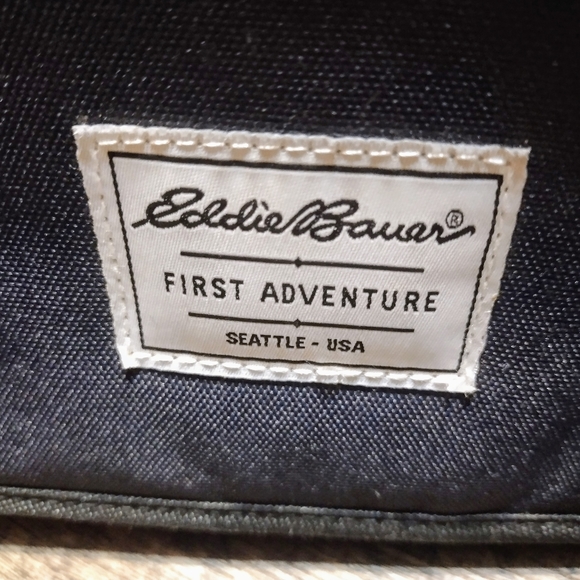 Eddie Bauer®
FIRST ADVENTURE
SEATTLE - USA